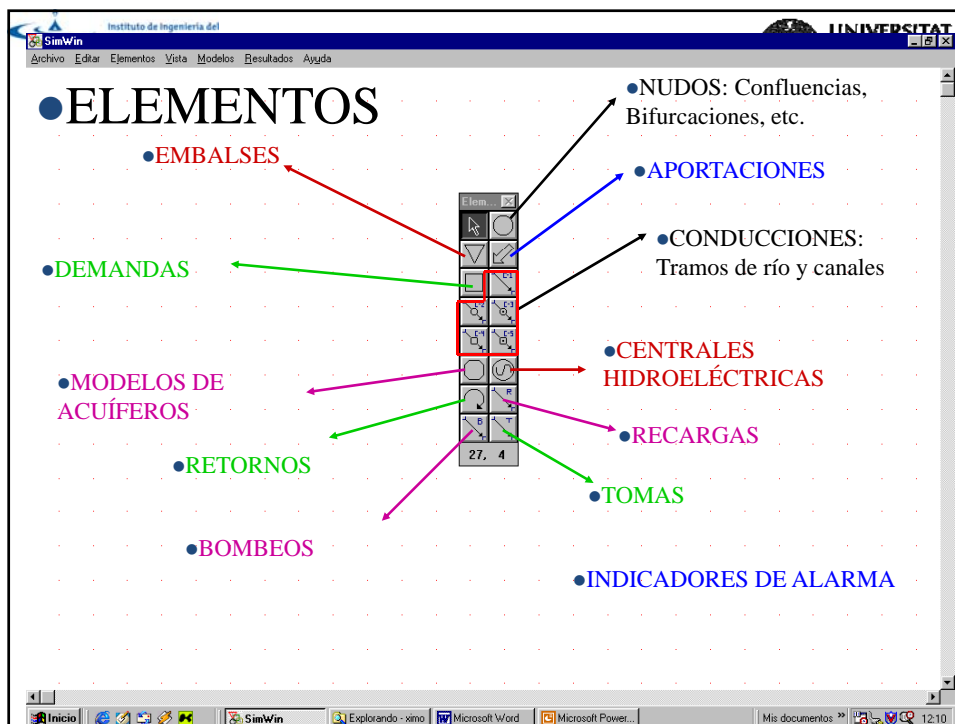 Instituto de Ingeniería del
UNIVERSITAT
SimWin
Archivo Editar Elementos Vista Modelos Resultados Ayuda
●ELEMENTOS
●NUDOS: Confluencias,
Bifurcaciones, etc.
●EMBALSES
●APORTACIONES
Elem...
●CONDUCCIONES:
Tramos de río y canales
●DEMANDAS
●CENTRALES
HIDROELÉCTRICAS
●MODELOS DE
ACUÍFEROS
R
●RECARGAS
B T
27, 4
●RETORNOS
●TOMAS
●BOMBEOS
●INDICADORES DE ALARMA
Inicio SimWin Explorando - ximo Microsoft Word Microsoft Power... Mis documentos » 12:10